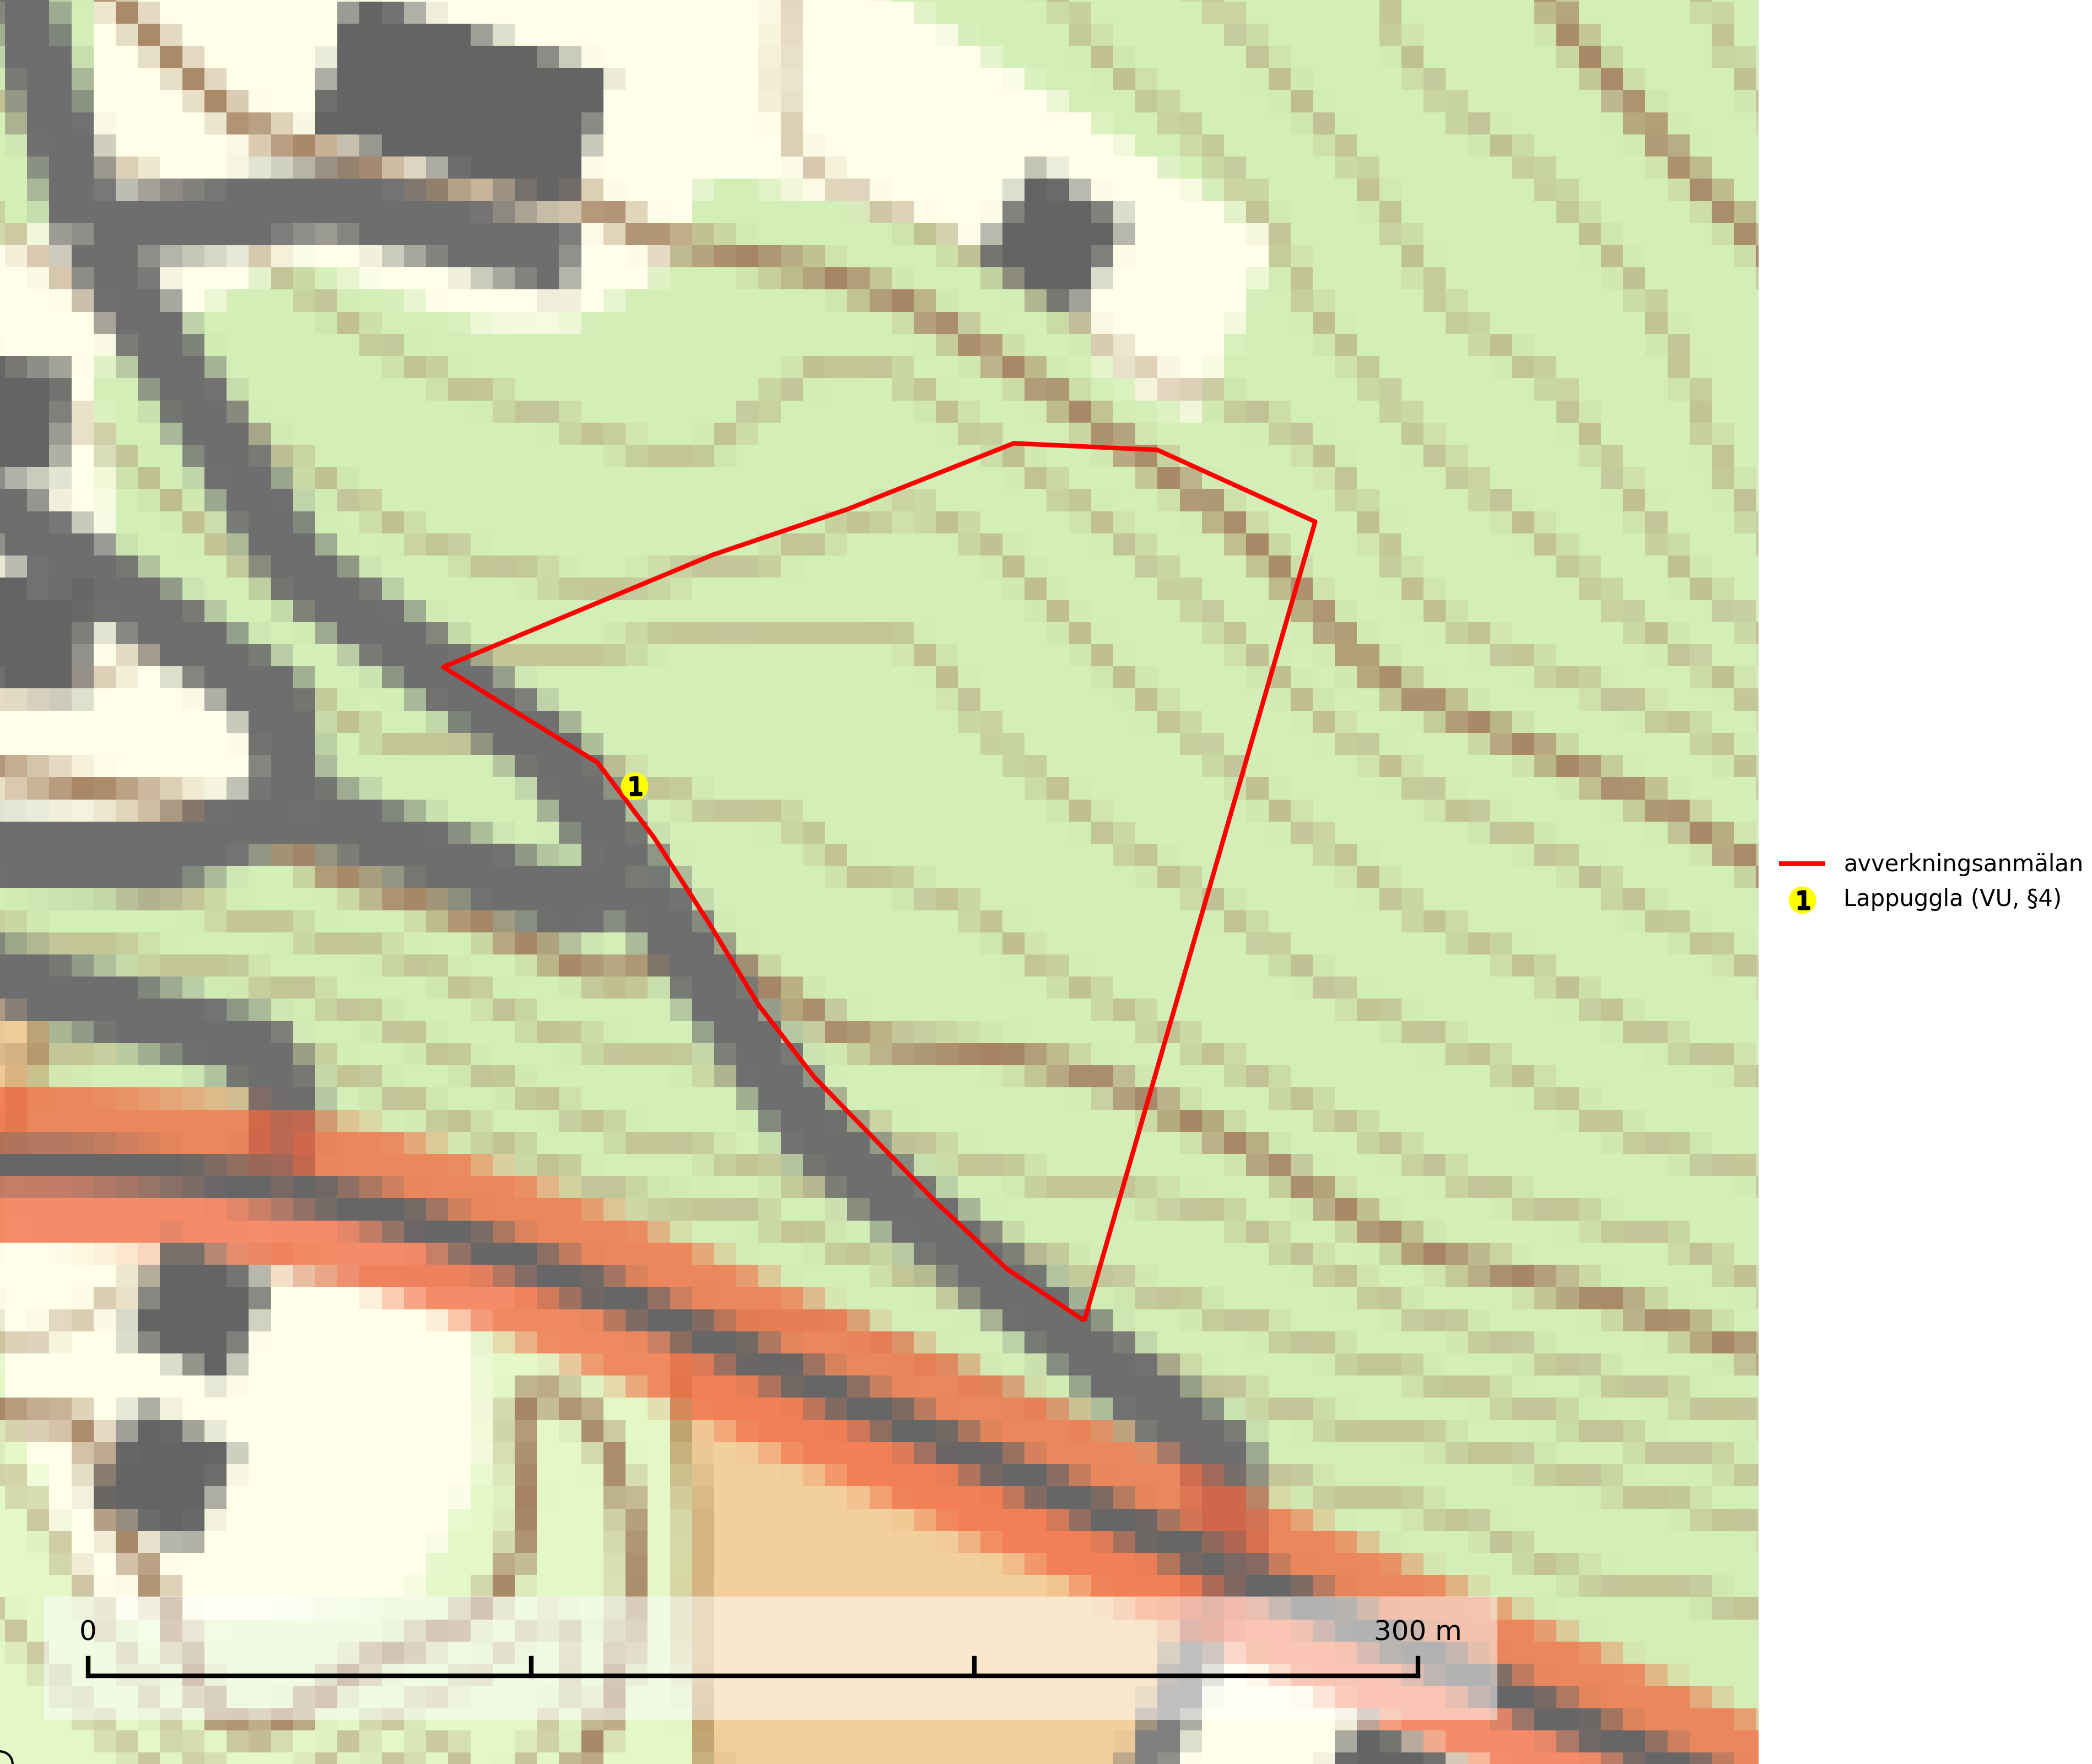 1
avverkningsanmälan
1 Lappuggla (VU, §4)
0 300 m